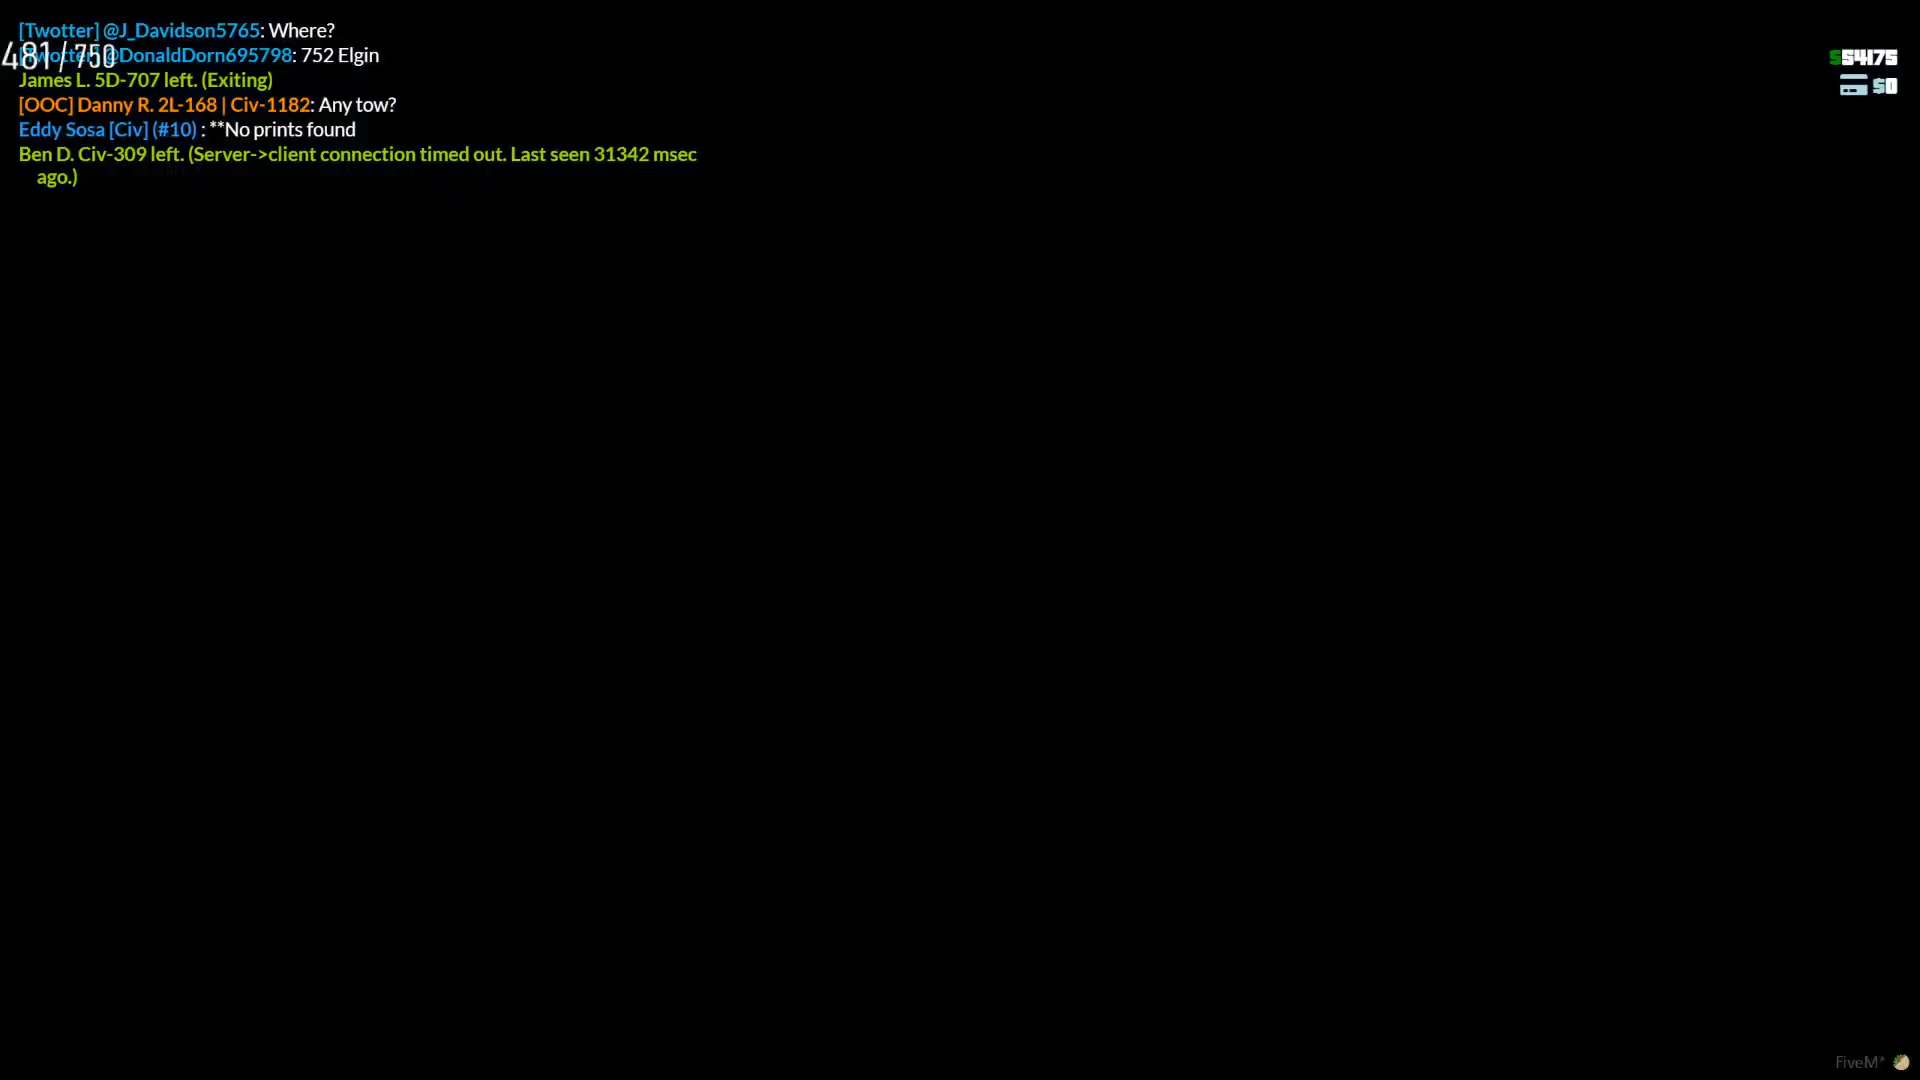 [Twotter] @J_Davidson5765: Where?
481/750
[Twotter] @DonaldDorn695798: 752 Elgin
James L. 5D-707 left. (Exiting)
[OOC] Danny R. 2L-168 | Civ-1182: Any tow?
Eddy Sosa [Civ] (#10) : **No prints found
Ben D. Civ-309 left. (Server->client connection timed out. Last seen 31342 msec
ago.)
$54175
$0
FiveM*